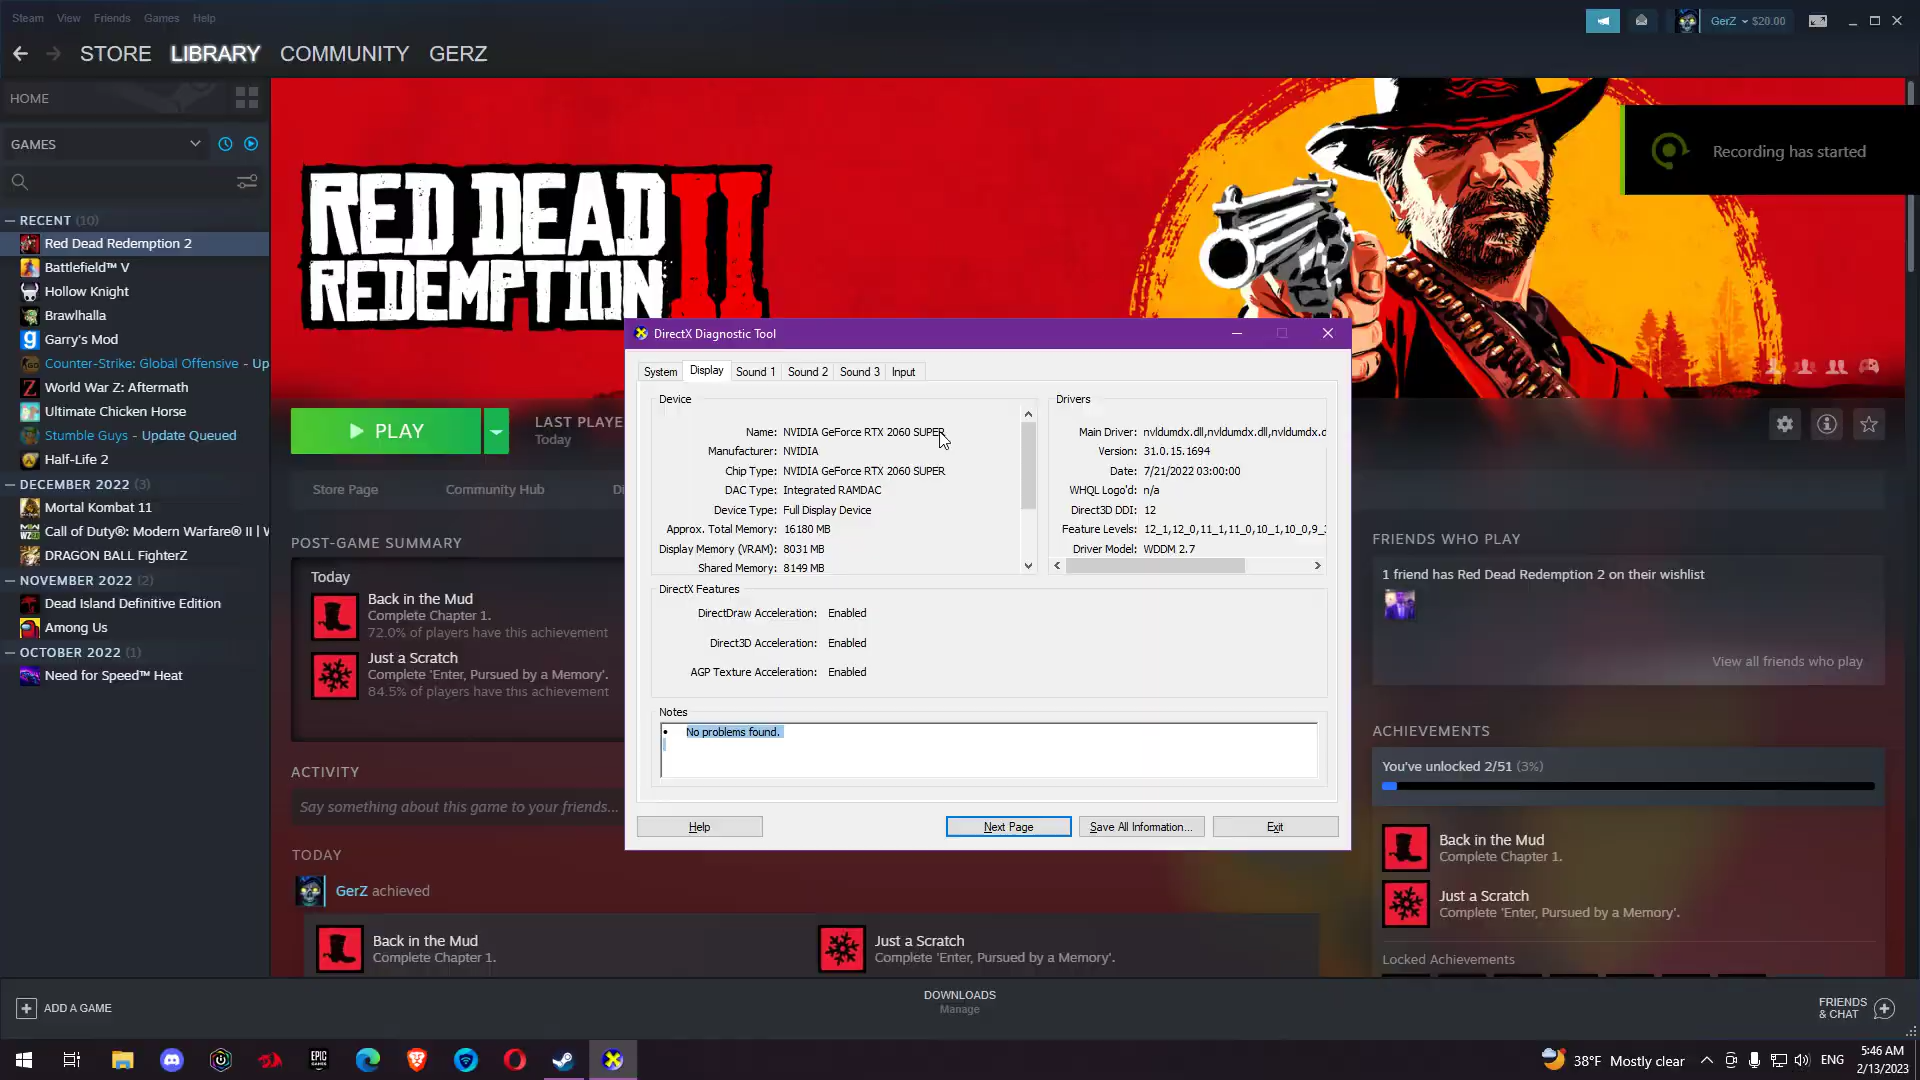 Steam View Friends Games Help
GerZ $20.00
STORE LIBRARY COMMUNITY GERZ
HOME
GAMES
Recording has started
RED DEAD
REDEMPTION II
RECENT (10)
Red Dead Redemption 2
Battlefield™ V
Hollow Knight
Brawlhalla
Garry's Mod
Counter-Strike: Global Offensive - Up
World War Z: Aftermath
Ultimate Chicken Horse
Stumble Guys - Update Queued
Half-Life 2
DECEMBER 2022 (3)
Mortal Kombat 11
Call of Duty®: Modern Warfare® II | W
DRAGON BALL FighterZ
NOVEMBER 2022 (2)
Dead Island Definitive Edition
Among Us
OCTOBER 2022 (1)
Need for Speed™ Heat
PLAY
LAST PLAYE
Today
Store Page Community Hub Di
POST-GAME SUMMARY
Today
Back in the Mud
Complete Chapter 1.
72.0% of players have this achievement
Just a Scratch
Complete 'Enter, Pursued by a Memory'.
84.5% of players have this achievement
ACTIVITY
Say something about this game to your friends...
TODAY
GerZ achieved
Back in the Mud
Complete Chapter 1.
Just a Scratch
Complete 'Enter, Pursued by a Memory'.
DirectX Diagnostic Tool
System Display Sound 1 Sound 2 Sound 3 Input
Device
Name: NVIDIA GeForce RTX 2060 SUPER
Manufacturer: NVIDIA
Chip Type: NVIDIA GeForce RTX 2060 SUPER
DAC Type: Integrated RAMDAC
Device Type: Full Display Device
Approx. Total Memory: 16180 MB
Display Memory (VRAM): 8031 MB
Shared Memory: 8149 MB
Drivers
Main Driver: nvldumdx.dll,nvldumdx.dll,nvldumdx.d
Version: 31.0.15.1694
Date: 7/21/2022 03:00:00
WHQL Logo'd: n/a
Direct3D DDI: 12
Feature Levels: 12_1,12_0,11_1,11_0,10_1,10_0,9_
Driver Model: WDDM 2.7
DirectX Features
DirectDraw Acceleration: Enabled
Direct3D Acceleration: Enabled
AGP Texture Acceleration: Enabled
Notes
• No problems found.
Help Next Page Save All Information... Exit
FRIENDS WHO PLAY
1 friend has Red Dead Redemption 2 on their wishlist
View all friends who play
ACHIEVEMENTS
You've unlocked 2/51 (3%)
Back in the Mud
Complete Chapter 1.
Just a Scratch
Complete 'Enter, Pursued by a Memory'.
Locked Achievements
ADD A GAME
DOWNLOADS
Manage
FRIENDS
& CHAT
EPIC
GAMES
38°F Mostly clear
ENG
5:46 AM
2/13/2023